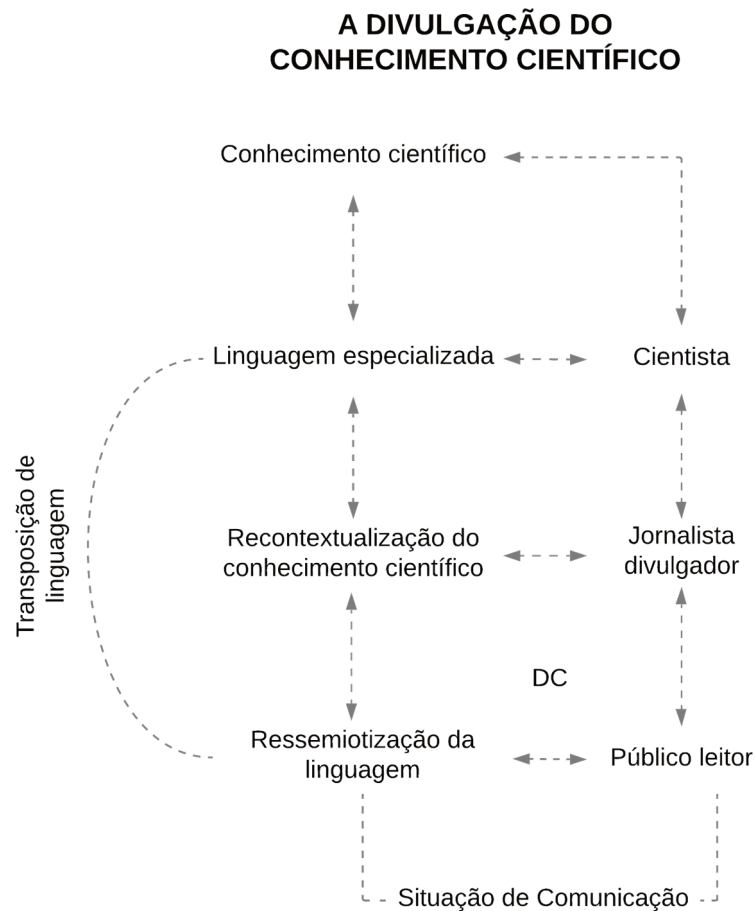 A DIVULGAÇÃO DO
CONHECIMENTO CIENTÍFICO
Conhecimento científico
Linguagem especializada
Cientista
Transposição de
linguagem
Recontextualização do
conhecimento científico
Jornalista
divulgador
DC
Ressemiotização da
linguagem
Público leitor
Situação de Comunicação